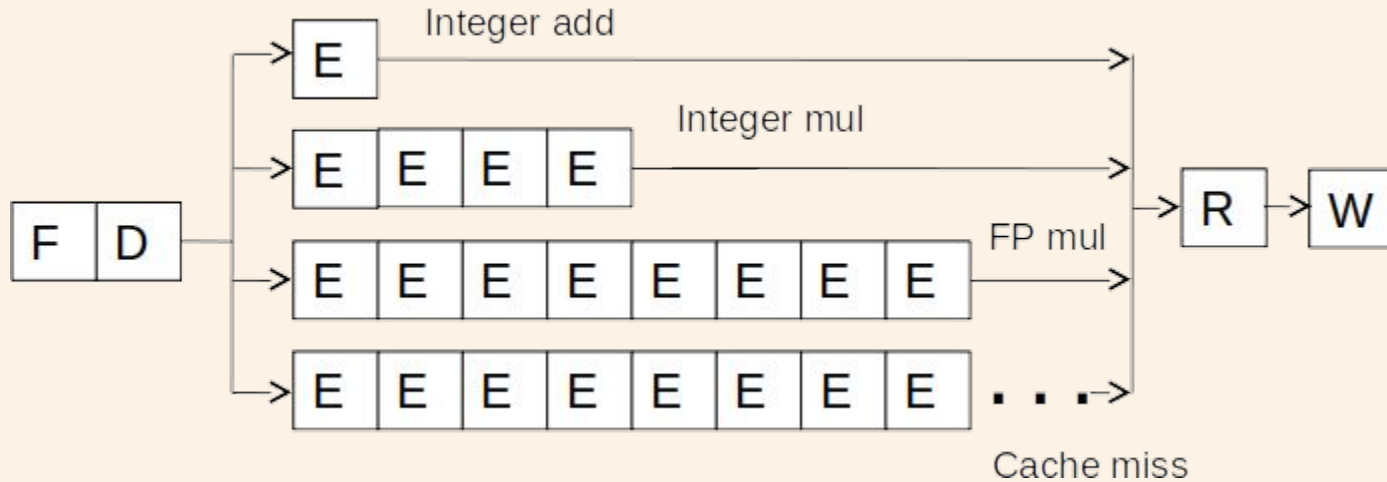 Integer add
E
Integer mul
E E E E
F D
R W
FP mul
E E E E E E E E
E E E E E E E E . . .
Cache miss